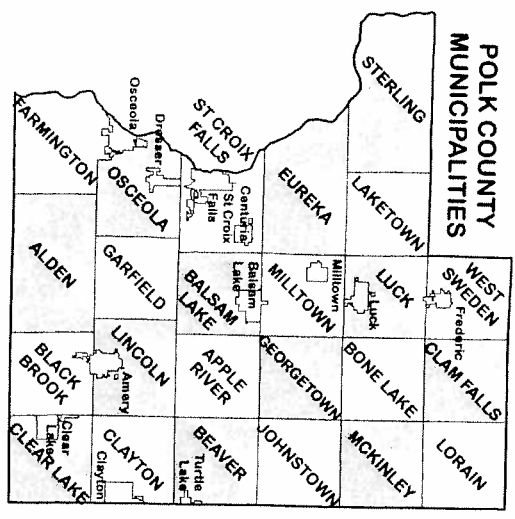 POLK COUNTY
MUNICIPALITIES
STERLING
LAKETOWN
WEST
SWEDEN
Frederic
CLAM FALLS
LORAIN
LUCK
Luck
BONE LAKE
MCKINLEY
EUREKA
Milltown
MILLTOWN
GEORGETOWN
JOHNSTOWN
ST CROIX
FALLS
Centuria
St Croix
Falls
Balsam
Lake
BALSAM
LAKE
APPLE
RIVER
BEAVER
Turtle
Lake
Dresser
Osceola
OSCEOLA
GARFIELD
LINCOLN
Amery
CLAYTON
Clayton
FARMINGTON
ALDEN
BLACK
BROOK
Clear
Lake
CLEAR LAKE